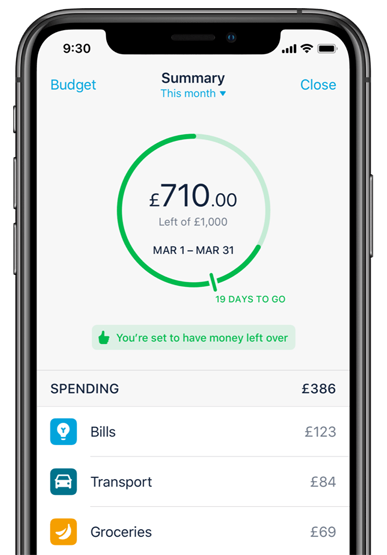 9:30
Budget
Summary
Close
This month ▼
£710.00
Left of £1,000
MAR 1 – MAR 31
19 DAYS TO GO
You're set to have money left over
SPENDING £386
Bills £123
Transport £84
Groceries £69